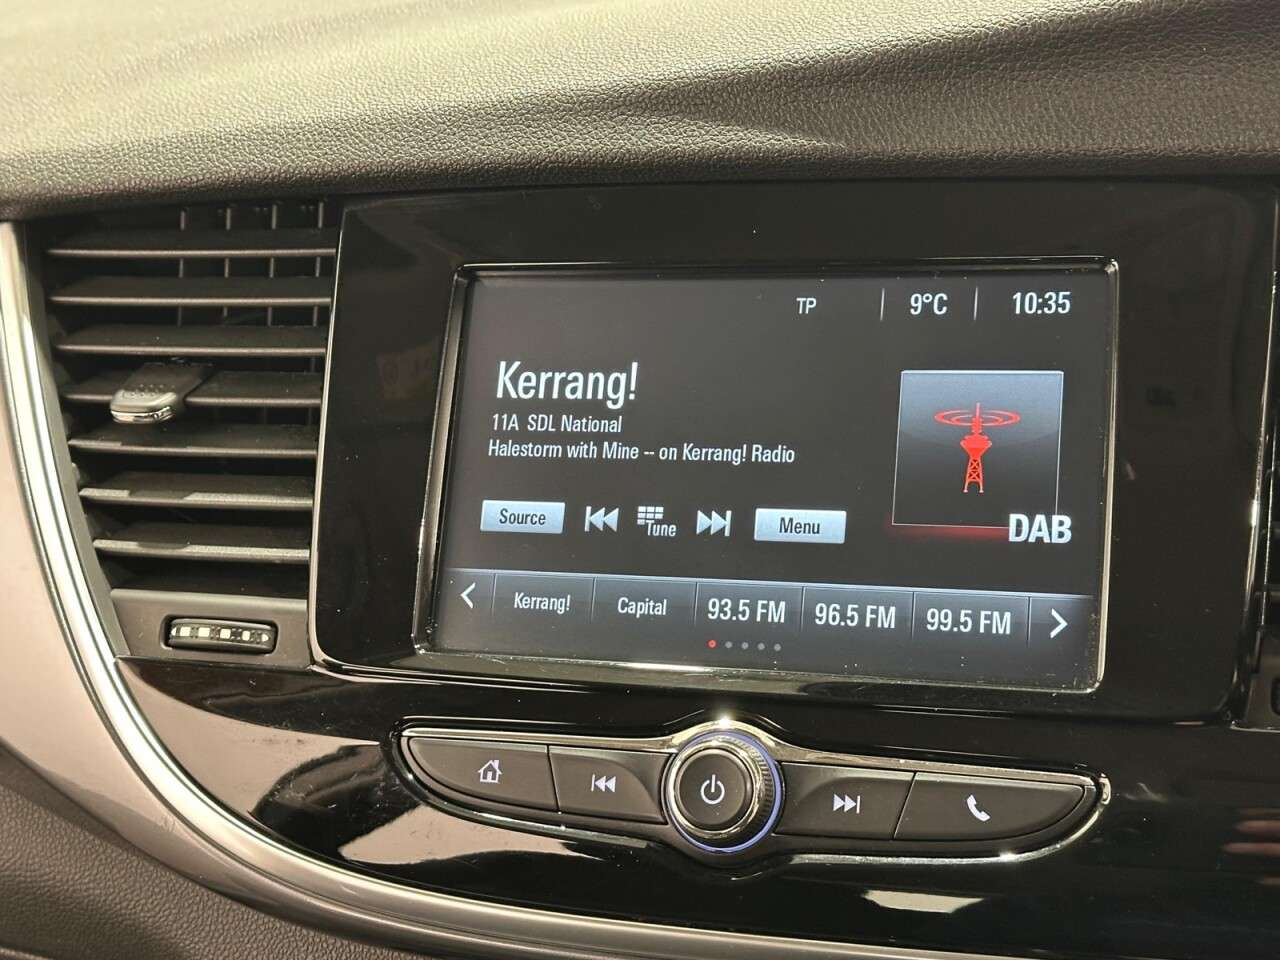 TP 9°C 10:35
Kerrang!
11A SDL National
Halestorm with Mine -- on Kerrang! Radio
Source Tune Menu
DAB
Kerrang! Capital 93.5 FM 96.5 FM 99.5 FM